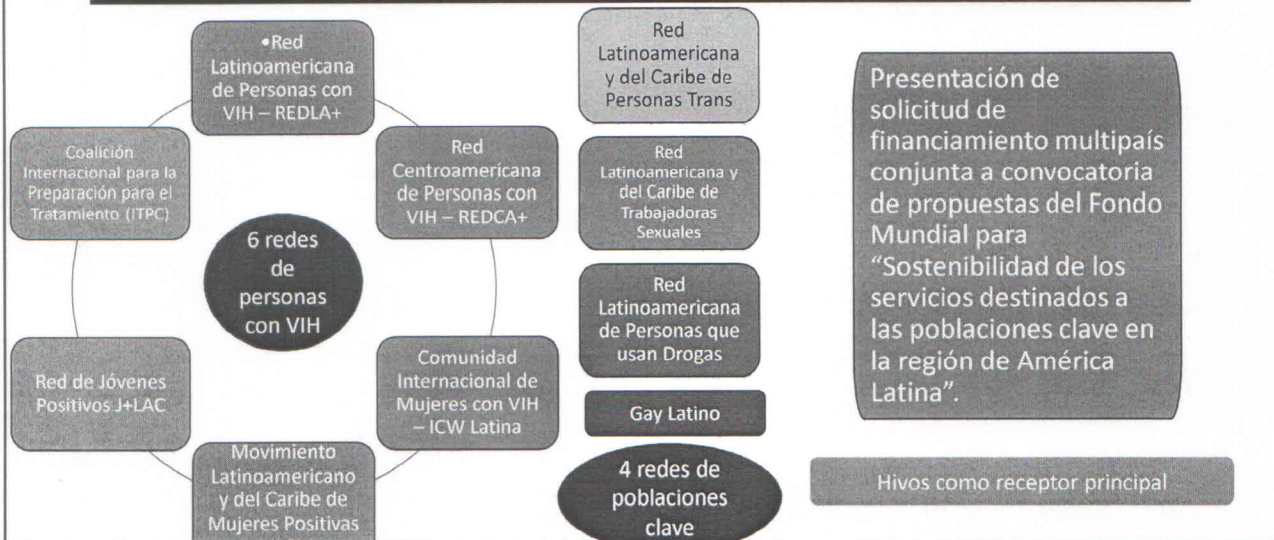 •Red
Latinoamericana
de Personas con
VIH – REDLA+
Red
Centroamericana
de Personas con
VIH – REDCA+
Comunidad
Internacional de
Mujeres con VIH
– ICW Latina
Movimiento
Latinoamericano
y del Caribe de
Mujeres Positivas
Red de Jóvenes
Positivos J+LAC
Coalición
Internacional para la
Preparación para el
Tratamiento (ITPC)
6 redes
de
personas
con VIH
Red
Latinoamericana
y del Caribe de
Personas Trans
Red
Latinoamericana y
del Caribe de
Trabajadoras
Sexuales
Red
Latinoamericana
de Personas que
usan Drogas
Gay Latino
4 redes de
poblaciones
clave
Presentación de
solicitud de
financiamiento multipaís
conjunta a convocatoria
de propuestas del Fondo
Mundial para
“Sostenibilidad de los
servicios destinados a
las poblaciones clave en
la región de América
Latina”.
Hivos como receptor principal